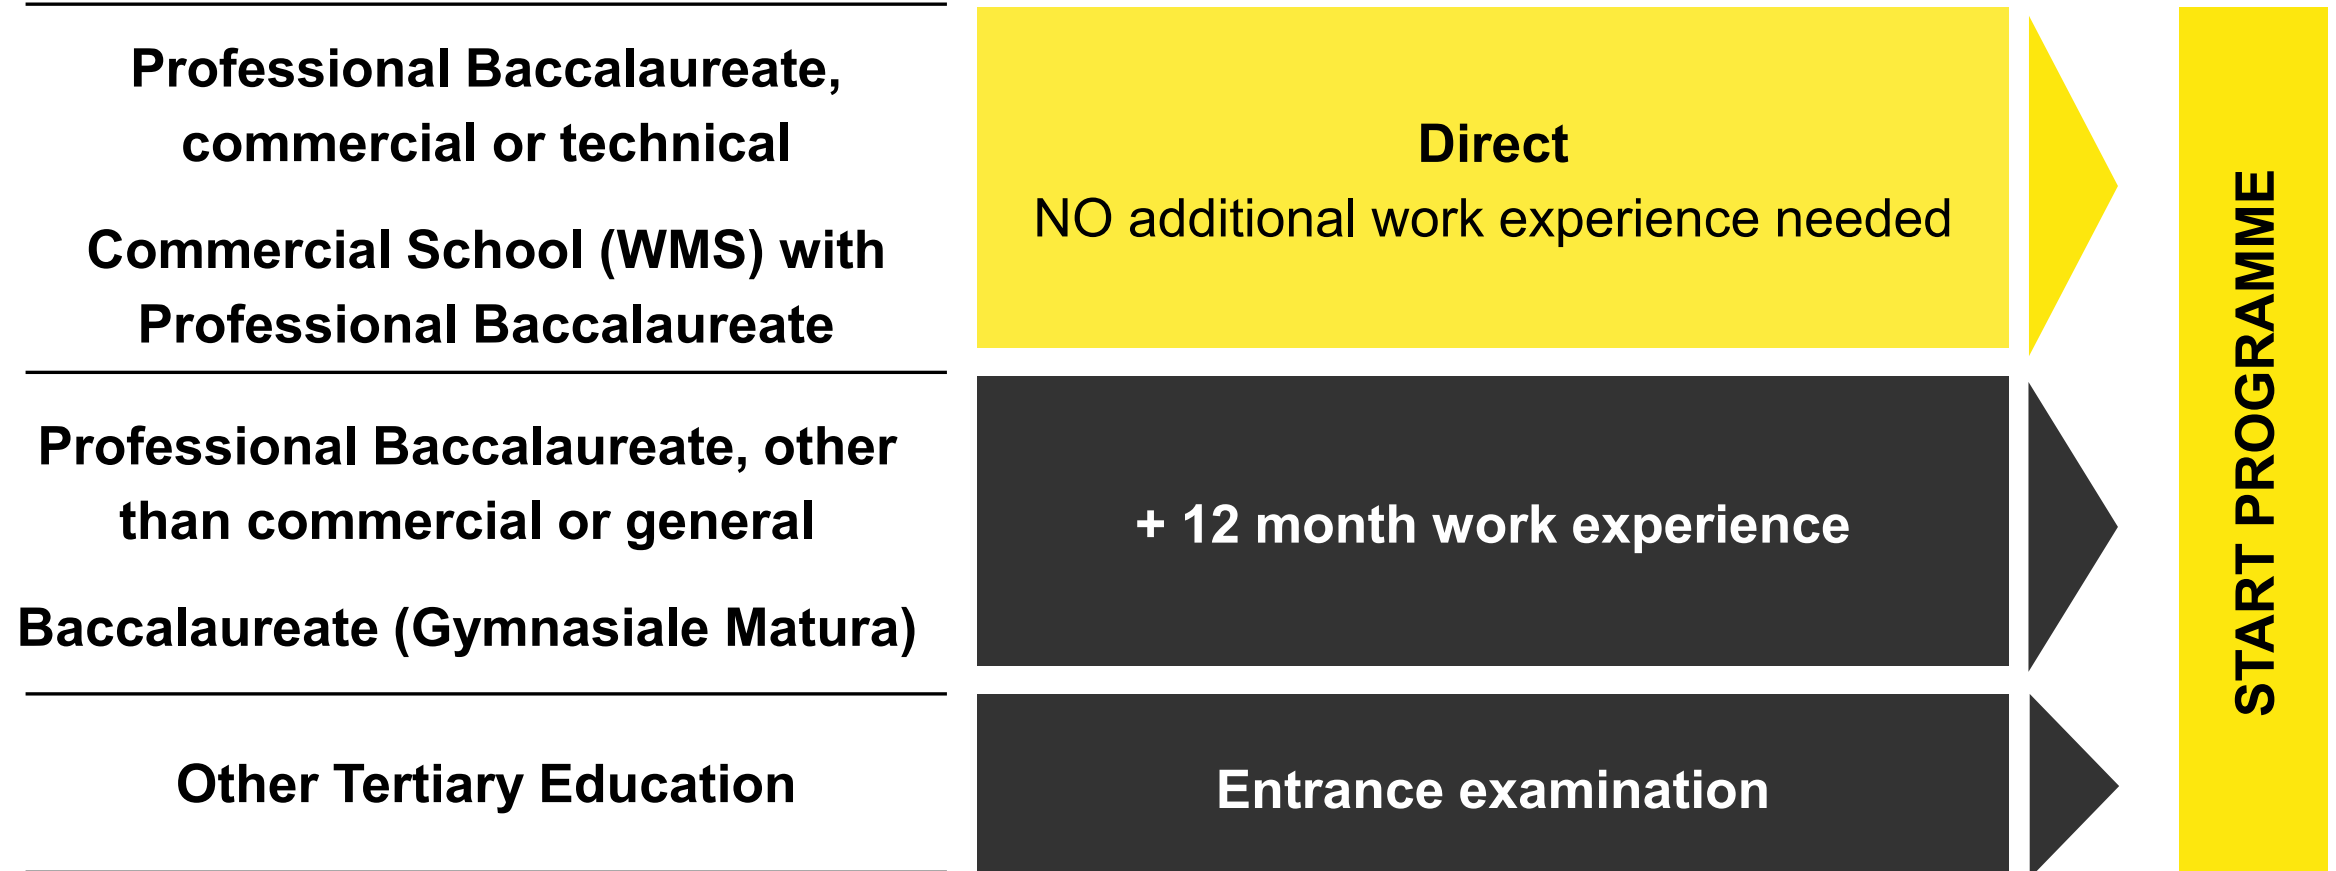 Professional Baccalaureate,
commercial or technical
Commercial School (WMS) with
Professional Baccalaureate
Direct
NO additional work experience needed
Professional Baccalaureate, other
than commercial or general
Baccalaureate (Gymnasiale Matura)
+ 12 month work experience
Other Tertiary Education
Entrance examination
START PROGRAMME